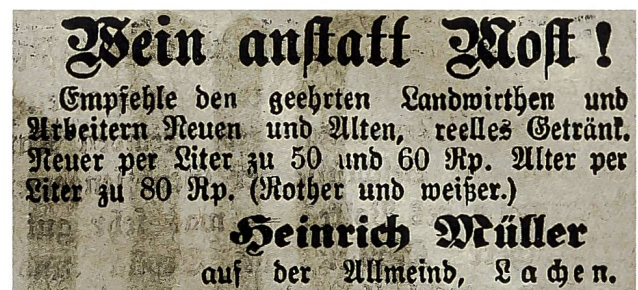 Wein anstatt Most!
Empfehle den geehrten Landwirthen und
Arbeitern Neuen und Alten, reelles Getränk.
Neuer per Liter zu 50 und 60 Rp. Alter per
Liter zu 80 Rp. (Rother und weißer.)
Heinrich Müller
auf der Allmeind, Lachen.